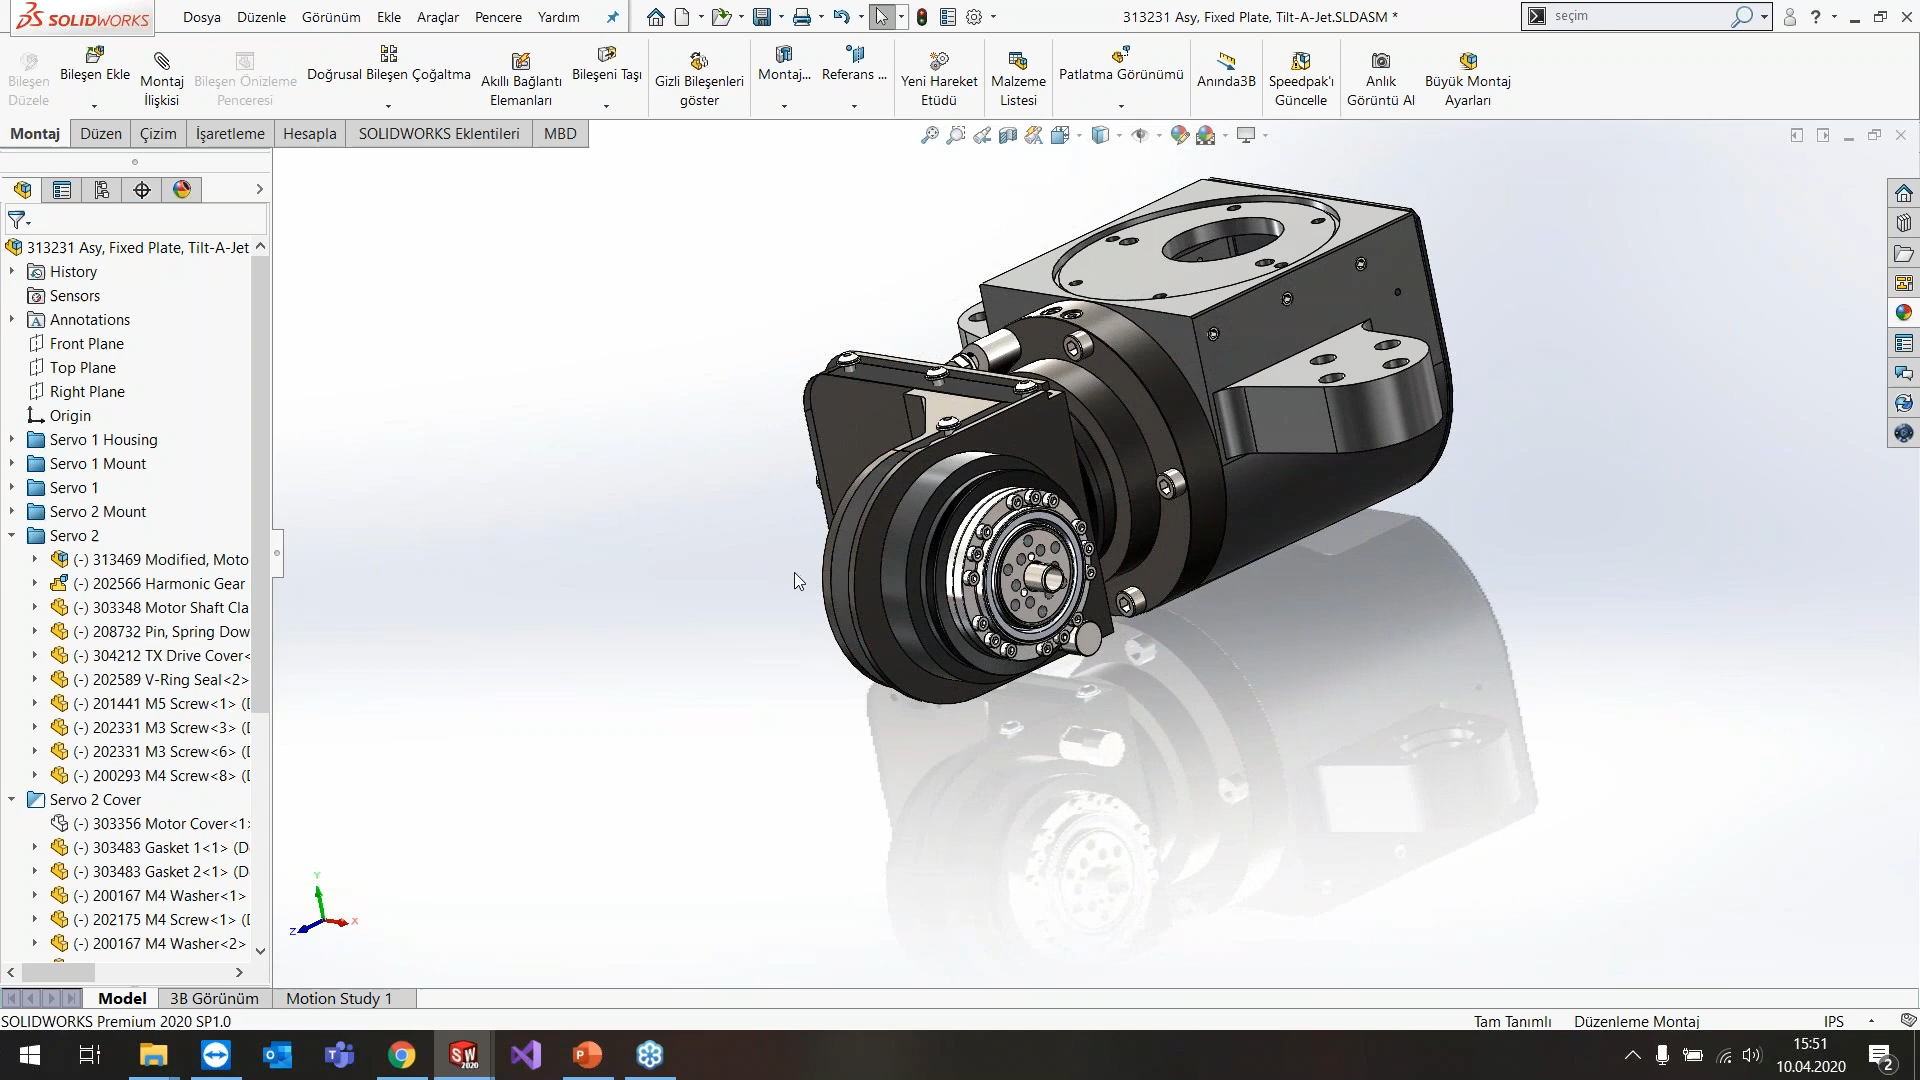 SOLIDWORKS
Dosya Düzenle Görünüm Ekle Araçlar Pencere Yardım
313231 Asy, Fixed Plate, Tilt-A-Jet.SLDASM *
seçim
Bileşen Düzele
Bileşen Ekle
Montaj İlişkisi
Bileşen Önizleme Penceresi
Doğrusal Bileşen Çoğaltma
Akıllı Bağlantı Elemanları
Bileşeni Taşı
Gizli Bileşenleri göster
Montaj...
Referans ...
Yeni Hareket Etüdü
Malzeme Listesi
Patlatma Görünümü
Anında3B
Speedpak'ı Güncelle
Anlık Görüntü Al
Büyük Montaj Ayarları
Montaj Düzen Çizim İşaretleme Hesapla SOLIDWORKS Eklentileri MBD
313231 Asy, Fixed Plate, Tilt-A-Jet
History
Sensors
Annotations
Front Plane
Top Plane
Right Plane
Origin
Servo 1 Housing
Servo 1 Mount
Servo 1
Servo 2 Mount
Servo 2
(-) 313469 Modified, Moto
(-) 202566 Harmonic Gear
(-) 303348 Motor Shaft Cla
(-) 208732 Pin, Spring Dow
(-) 304212 TX Drive Cover<
(-) 202589 V-Ring Seal<2>
(-) 201441 M5 Screw<1> (D
(-) 202331 M3 Screw<3> (D
(-) 202331 M3 Screw<6> (D
(-) 200293 M4 Screw<8> (D
Servo 2 Cover
(-) 303356 Motor Cover<1>
(-) 303483 Gasket 1<1> (D
(-) 303483 Gasket 2<1> (D
(-) 200167 M4 Washer<1>
(-) 202175 M4 Screw<1> (D
(-) 200167 M4 Washer<2>
Y
X
Z
Model 3B Görünüm Motion Study 1
SOLIDWORKS Premium 2020 SP1.0
Tam Tanımlı Düzenleme Montaj IPS
SW 2020
15:51
10.04.2020
2